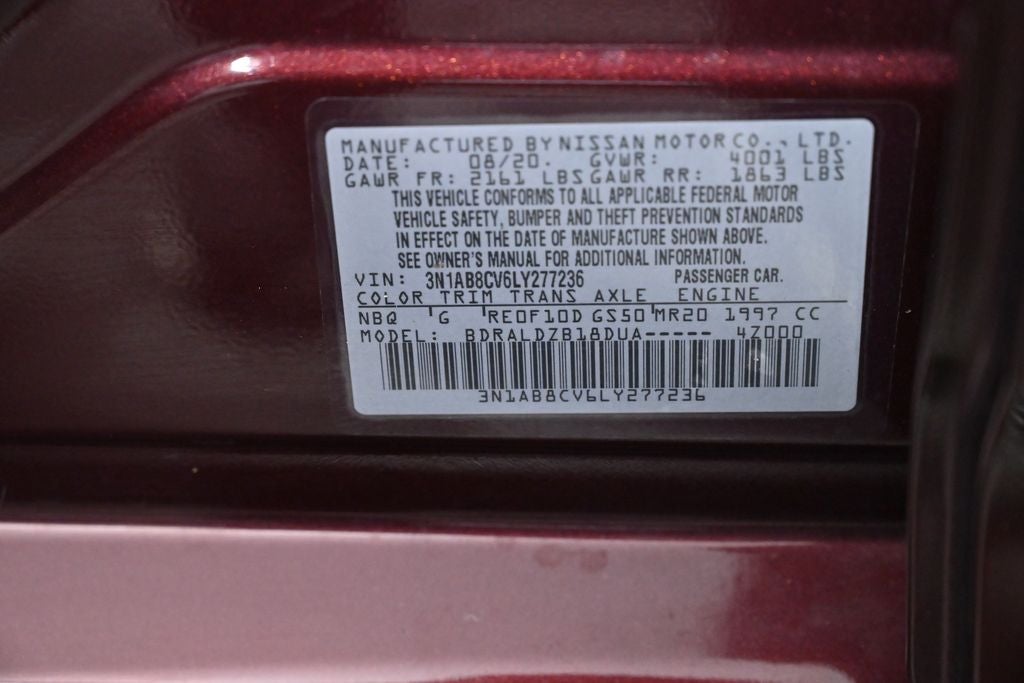 MANUFACTURED BY NISSAN MOTOR CO., LTD.
DATE: 08/20. GVWR: 4001 LBS
GAWR FR: 2161 LBS GAWR RR: 1863 LBS
THIS VEHICLE CONFORMS TO ALL APPLICABLE FEDERAL MOTOR
VEHICLE SAFETY, BUMPER AND THEFT PREVENTION STANDARDS
IN EFFECT ON THE DATE OF MANUFACTURE SHOWN ABOVE.
SEE OWNER'S MANUAL FOR ADDITIONAL INFORMATION.
VIN: 3N1AB8CV6LY277236 PASSENGER CAR.
COLOR TRIM TRANS AXLE ENGINE
NBQ 'G 'RE0F10D GS50'MR20 1997 CC
MODEL: BDRALDZB18DUA----- 4Z000
3N1AB8CV6LY277236